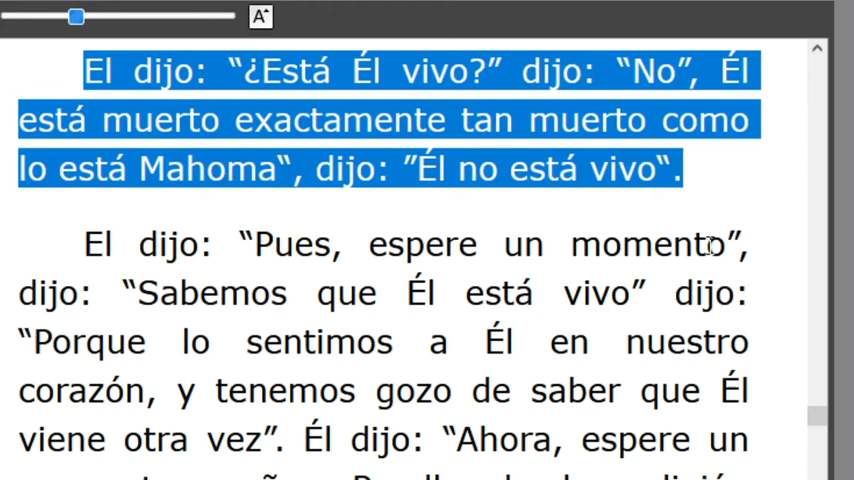 A
El dijo: “¿Está Él vivo?” dijo: “No”, Él
está muerto exactamente tan muerto como
lo está Mahoma“, dijo: ”Él no está vivo“.
El dijo: “Pues, espere un momento”,
dijo: “Sabemos que Él está vivo” dijo:
“Porque lo sentimos a Él en nuestro
corazón, y tenemos gozo de saber que Él
viene otra vez”. Él dijo: “Ahora, espere un